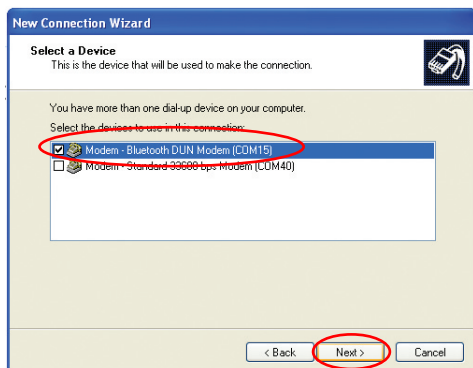 New Connection Wizard
Select a Device
This is the device that will be used to make the connection.
You have more than one dial-up device on your computer.
Select the devices to use in this connection:
Modem - Bluetooth DUN Modem (COM15)
Modem - Standard 33600 bps Modem (COM40)
< Back Next > Cancel